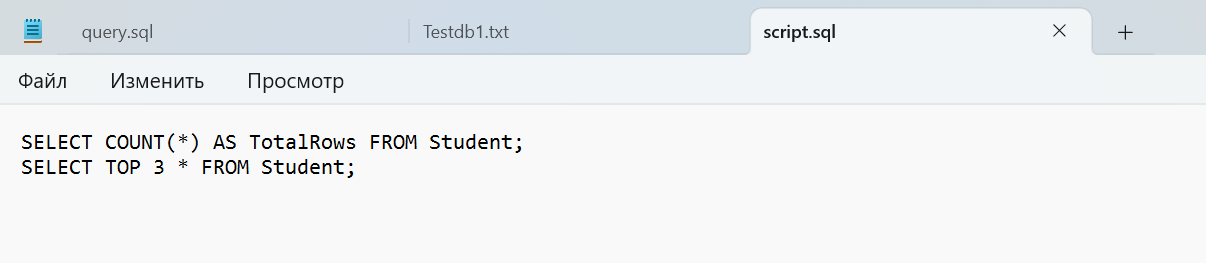 query.sql
Testdb1.txt
script.sql
Файл Изменить Просмотр
SELECT COUNT(*) AS TotalRows FROM Student;
SELECT TOP 3 * FROM Student;